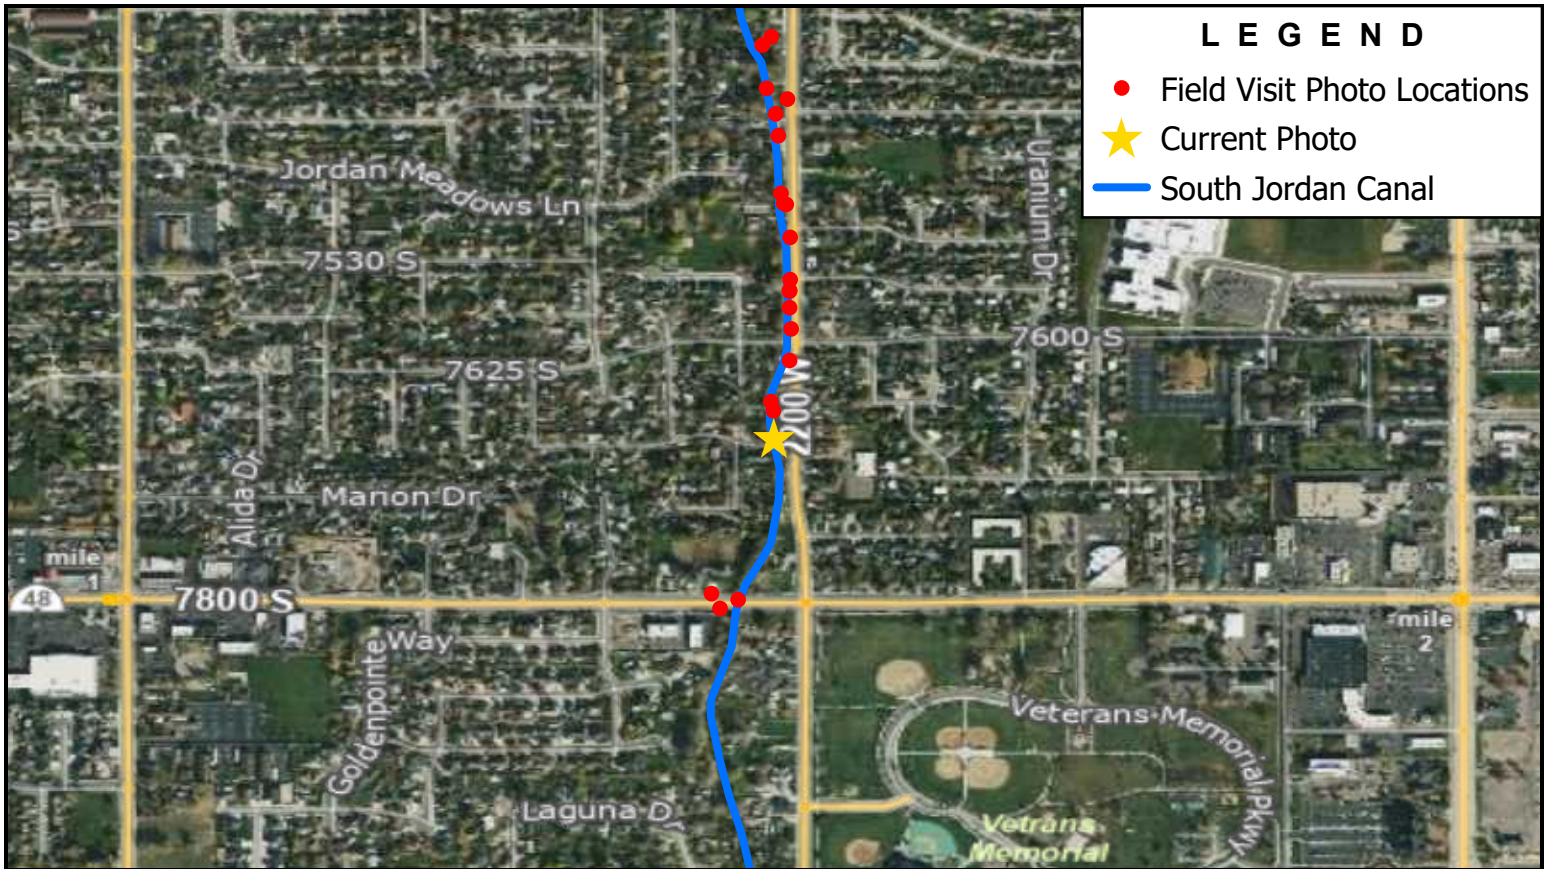 LEGEND
Field Visit Photo Locations
Current Photo
South Jordan Canal
Jordan Meadows Ln
Uranium Dr
7530 S
7600 S
7625 S
2200 W
Alida Dr
Marion Dr
mile
1
48
7800 S
mile
2
Goldenpointe Way
Veterans Memorial Pkwy
Laguna Dr
Vetrans
Memorial